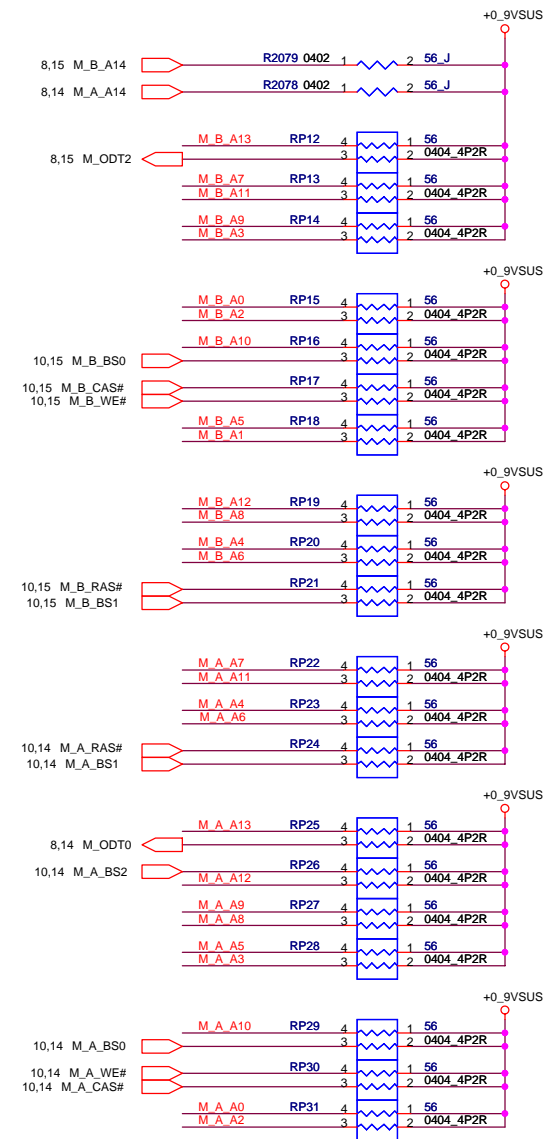 +0_9VSUS
8,15 M_B_A14 R2079 0402 1 2 56_J
8,14 M_A_A14 R2078 0402 1 2 56_J
M_B_A13 RP12 4 1 56
8,15 M_ODT2 3 2 0404_4P2R
M_B_A7 RP13 4 1 56
M_B_A11 3 2 0404_4P2R
M_B_A9 RP14 4 1 56
M_B_A3 3 2 0404_4P2R
+0_9VSUS
M_B_A0 RP15 4 1 56
M_B_A2 3 2 0404_4P2R
M_B_A10 RP16 4 1 56
10,15 M_B_BS0 3 2 0404_4P2R
10,15 M_B_CAS# RP17 4 1 56
10,15 M_B_WE# 3 2 0404_4P2R
M_B_A5 RP18 4 1 56
M_B_A1 3 2 0404_4P2R
+0_9VSUS
M_B_A12 RP19 4 1 56
M_B_A8 3 2 0404_4P2R
M_B_A4 RP20 4 1 56
M_B_A6 3 2 0404_4P2R
10,15 M_B_RAS# RP21 4 1 56
10,15 M_B_BS1 3 2 0404_4P2R
+0_9VSUS
M_A_A7 RP22 4 1 56
M_A_A11 3 2 0404_4P2R
M_A_A4 RP23 4 1 56
M_A_A6 3 2 0404_4P2R
10,14 M_A_RAS# RP24 4 1 56
10,14 M_A_BS1 3 2 0404_4P2R
+0_9VSUS
M_A_A13 RP25 4 1 56
8,14 M_ODT0 3 2 0404_4P2R
10,14 M_A_BS2 RP26 4 1 56
M_A_A12 3 2 0404_4P2R
M_A_A9 RP27 4 1 56
M_A_A8 3 2 0404_4P2R
M_A_A5 RP28 4 1 56
M_A_A3 3 2 0404_4P2R
+0_9VSUS
M_A_A10 RP29 4 1 56
10,14 M_A_BS0 3 2 0404_4P2R
10,14 M_A_WE# RP30 4 1 56
10,14 M_A_CAS# 3 2 0404_4P2R
M_A_A0 RP31 4 1 56
M_A_A2 3 2 0404_4P2R